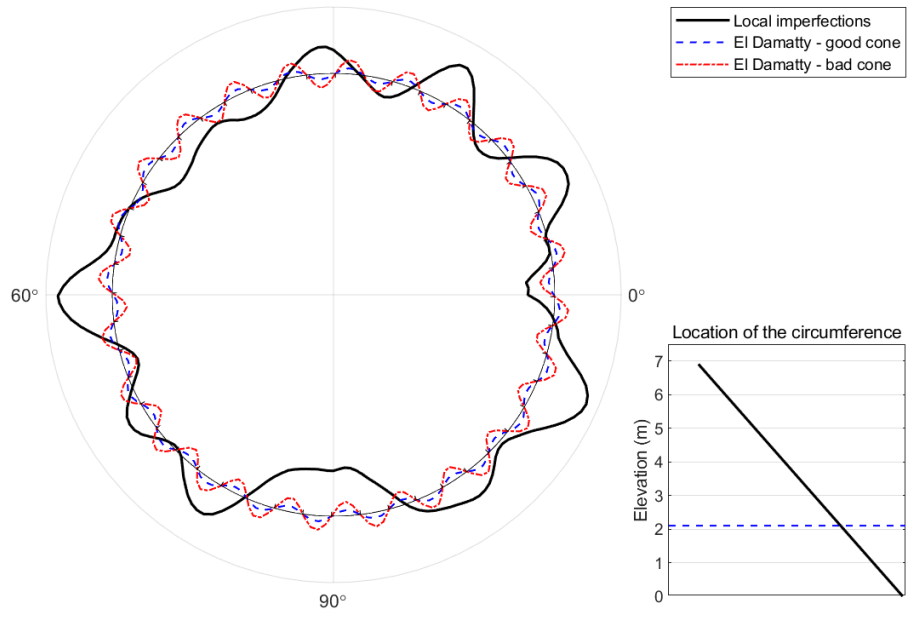 Local imperfections
El Damatty - good cone
El Damatty - bad cone
60°
0°
90°
Location of the circumference
Elevation (m)
7
6
5
4
3
2
1
0